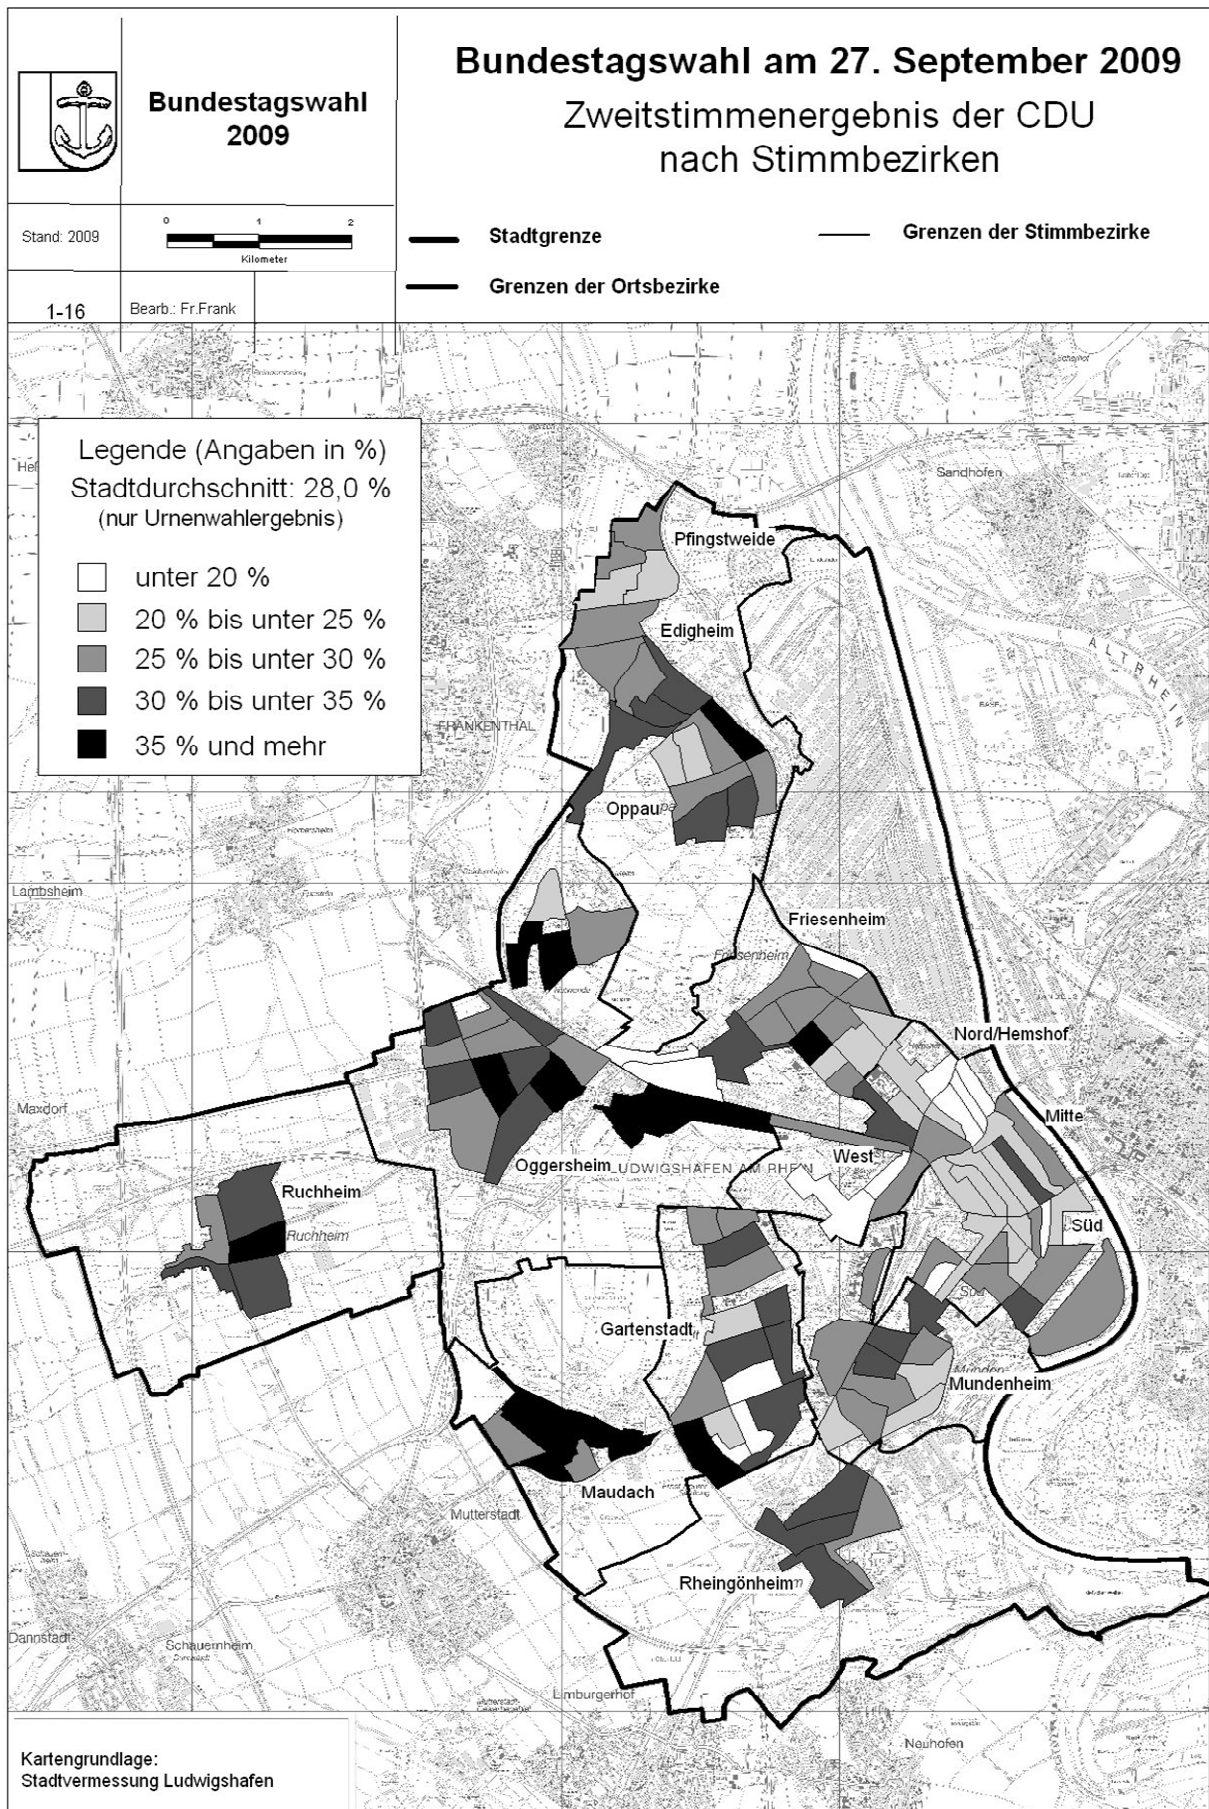 Bundestagswahl
2009
Bundestagswahl am 27. September 2009
Zweitstimmenergebnis der CDU
nach Stimmbezirken
Stand: 2009
0 1 2
Kilometer
Stadtgrenze
Grenzen der Stimmbezirke
Grenzen der Ortsbezirke
1-16
Bearb.: Fr.Frank
Legende (Angaben in %)
Stadtdurchschnitt: 28,0 %
(nur Urnenwahlergebnis)
unter 20 %
20 % bis unter 25 %
25 % bis unter 30 %
30 % bis unter 35 %
35 % und mehr
Sandhofen
Pfingstweide
Edigheim
ALTRHEIN
FRANKENTHAL
Oppau
Lambsheim
Friesenheim
Friesenheim
Nord/Hemshof
Maxdorf
Mitte
West
Oggersheim
LUDWIGSHAFEN AM RHEIN
Ruchheim
Ruchheim
Süd
Süd
Gartenstadt
Mundenheim
Maudach
Mutterstadt
Rheingönheim
Dannstadt-
Schauernheim
Limburgerhof
Neuhofen
Kartengrundlage:
Stadtvermessung Ludwigshafen